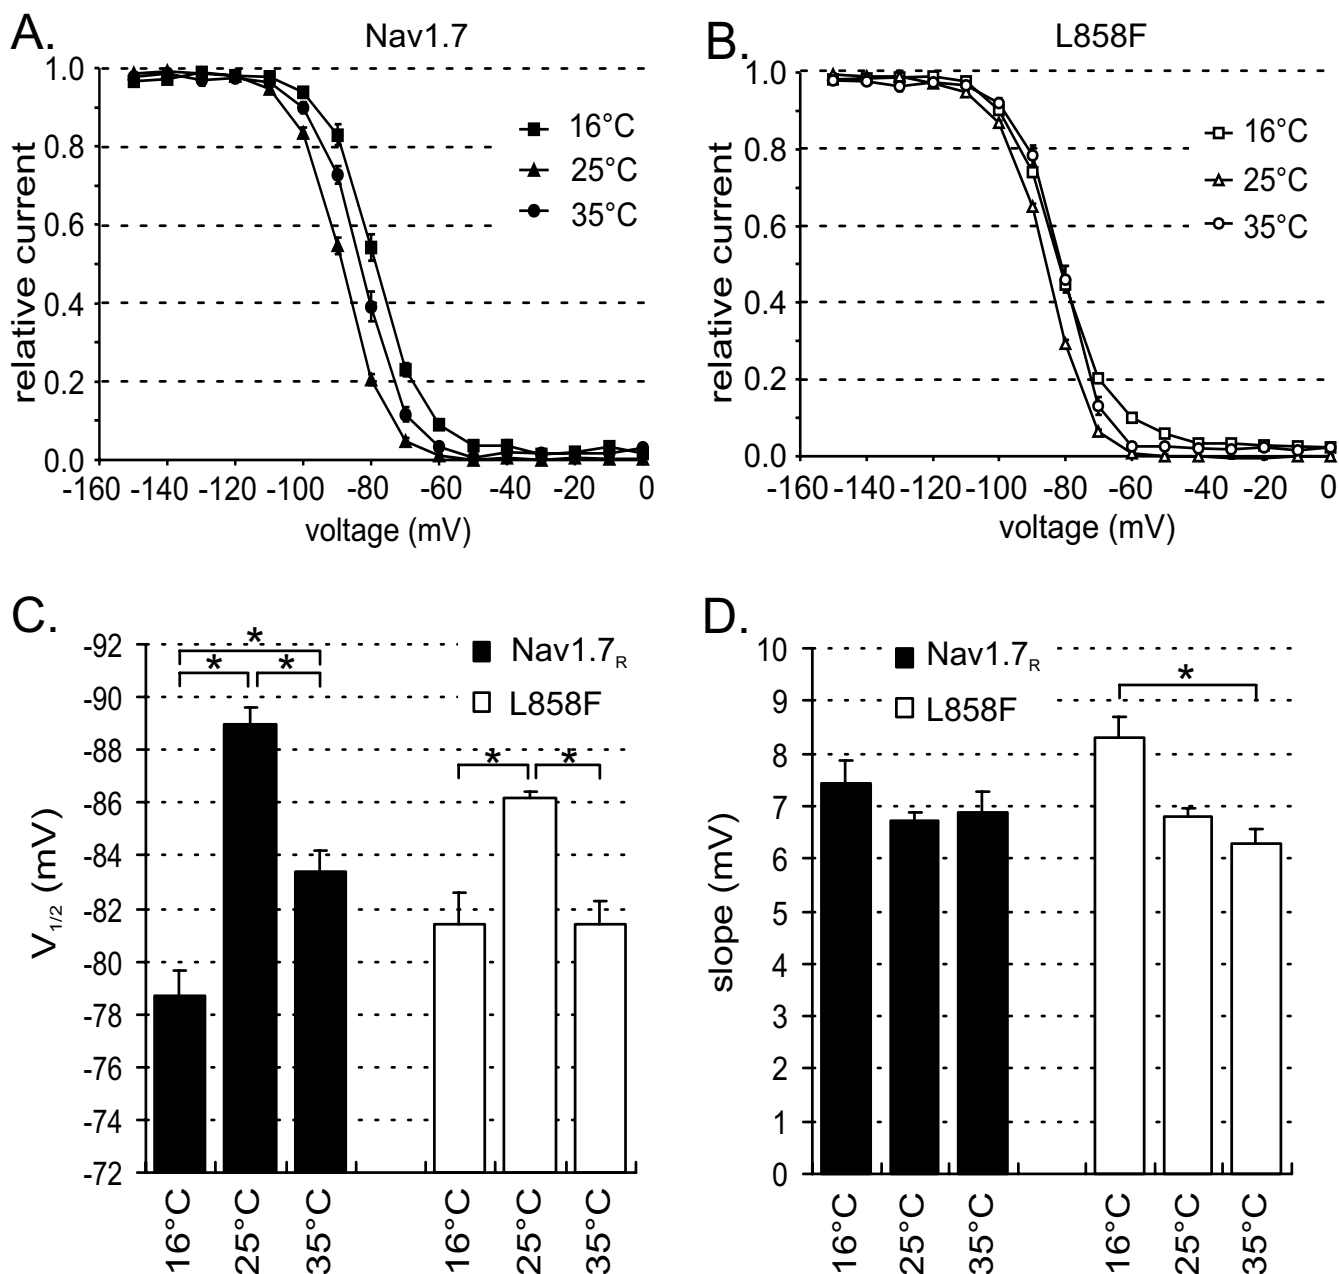 A.
Nav1.7
1.0
0.8
0.6
0.4
0.2
0.0
relative current
16°C
25°C
35°C
-160 -140 -120 -100 -80 -60 -40 -20 0
voltage (mV)
B.
L858F
1.0
0.8
0.6
0.4
0.2
0.0
relative current
16°C
25°C
35°C
-160 -140 -120 -100 -80 -60 -40 -20 0
voltage (mV)
C.
-92
-90
-88
-86
-84
-82
-80
-78
-76
-74
-72
V1/2 (mV)
Nav1.7R
L858F
*
* *
* *
16°C 25°C 35°C 16°C 25°C 35°C
D.
10
9
8
7
6
5
4
3
2
1
0
slope (mV)
Nav1.7R
L858F
*
16°C 25°C 35°C 16°C 25°C 35°C